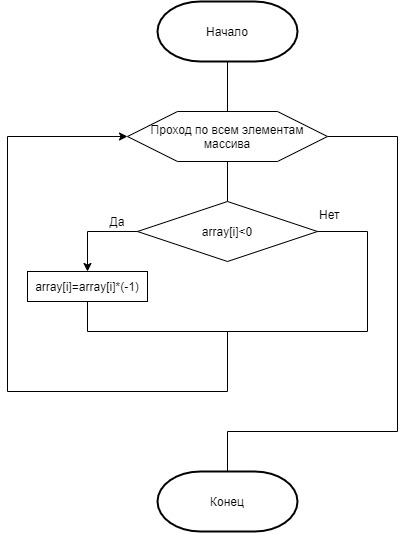 Начало
Проход по всем элементам
массива
array[i]<0
Да
Нет
array[i]=array[i]*(-1)
Конец